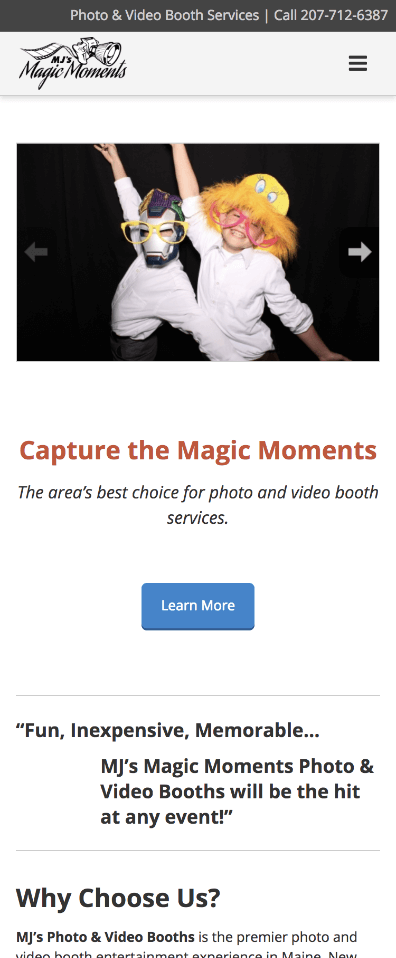 Photo & Video Booth Services | Call 207-712-6387
MJ's
Magic Moments
Capture the Magic Moments
The area's best choice for photo and video booth
services.
Learn More
“Fun, Inexpensive, Memorable...
MJ’s Magic Moments Photo &
Video Booths will be the hit
at any event!”
Why Choose Us?
MJ’s Photo & Video Booths is the premier photo and
video booth entertainment experience in Maine, New